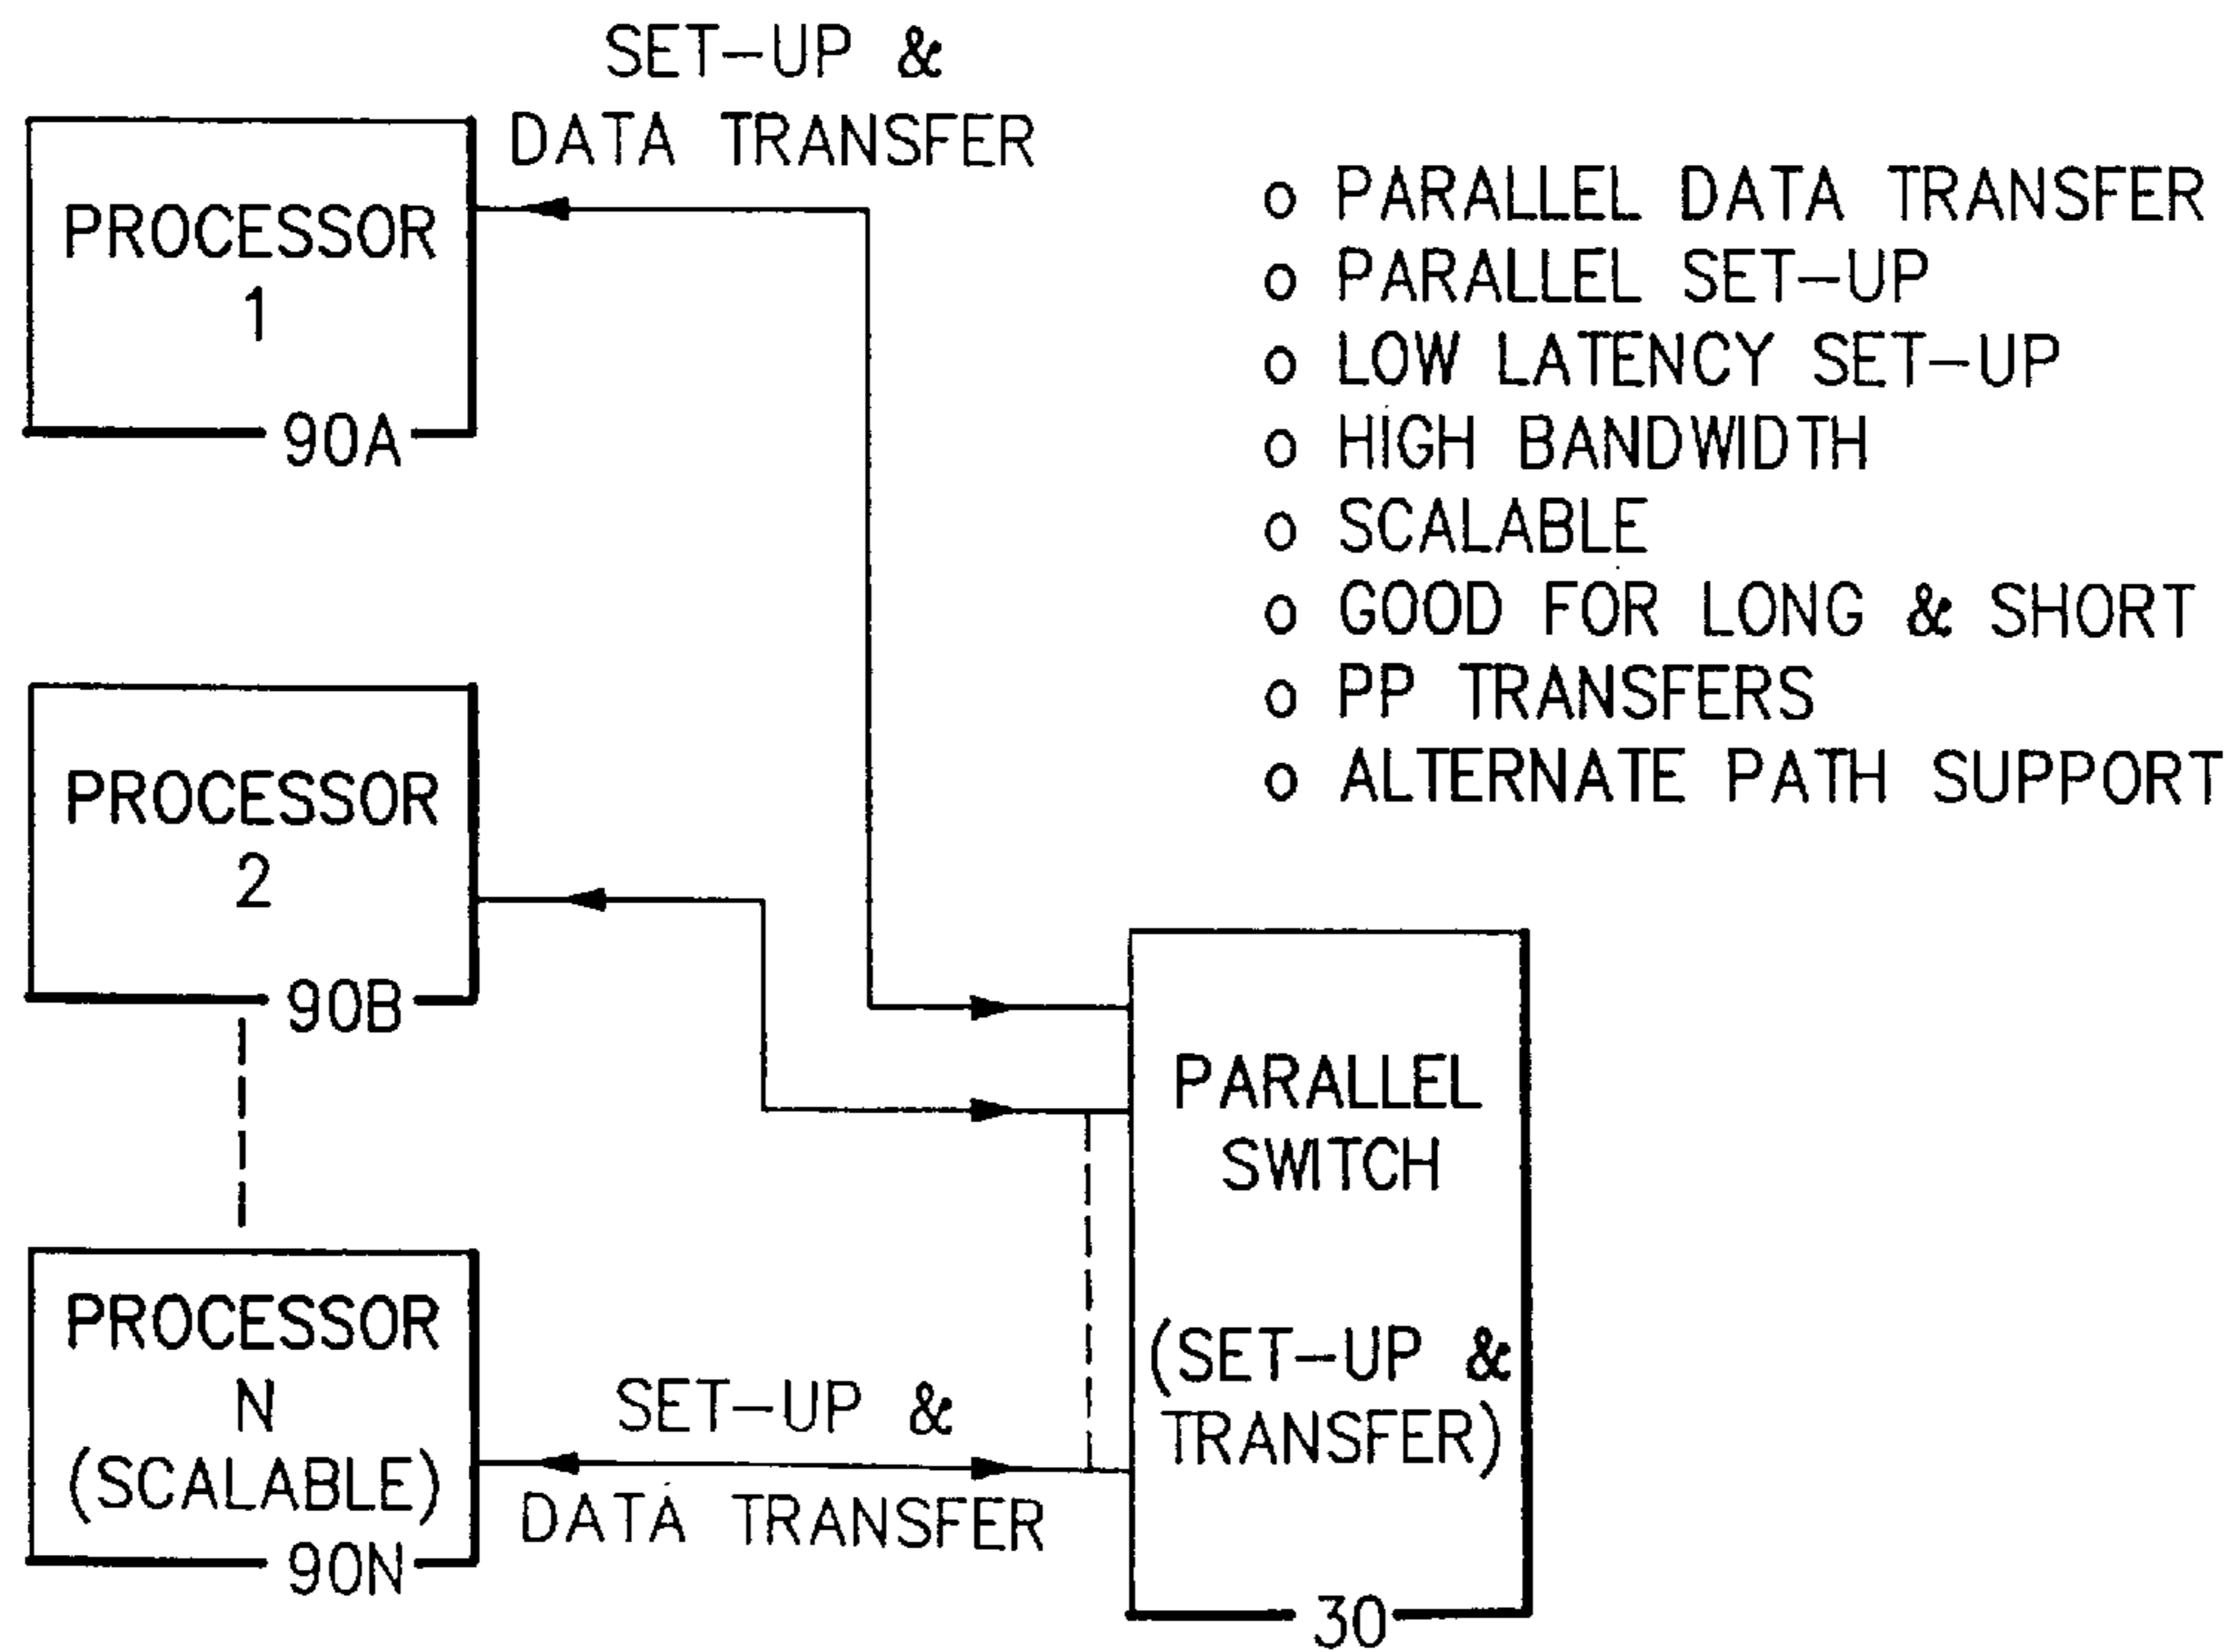 SET-UP &
DATA TRANSFER
PROCESSOR
1
90A
o PARALLEL DATA TRANSFER
o PARALLEL SET-UP
o LOW LATENCY SET-UP
o HIGH BANDWIDTH
o SCALABLE
o GOOD FOR LONG & SHORT
o PP TRANSFERS
o ALTERNATE PATH SUPPORT
PROCESSOR
2
90B
PARALLEL
SWITCH
(SET-UP &
TRANSFER)
30
PROCESSOR
N
(SCALABLE)
90N
SET-UP &
DATA TRANSFER